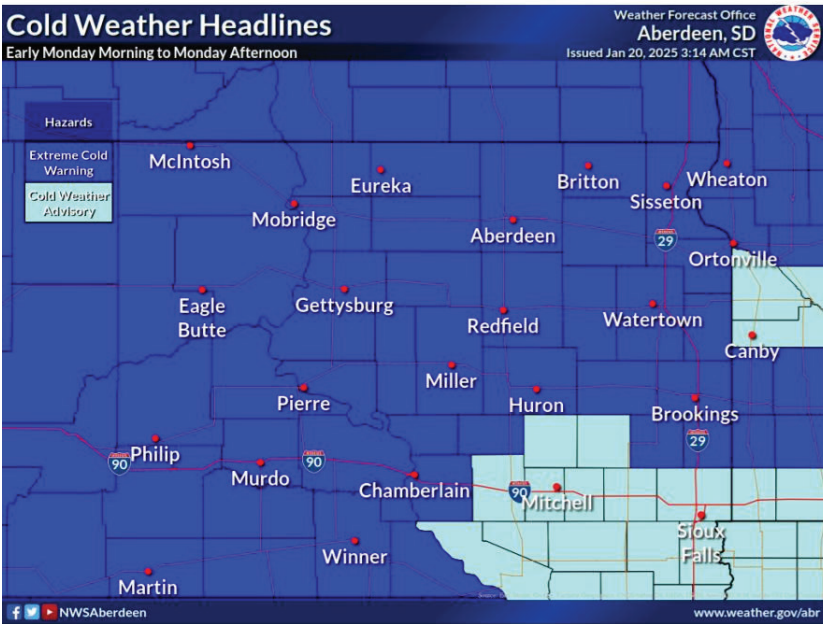 Cold Weather Headlines
Early Monday Morning to Monday Afternoon
Weather Forecast Office
Aberdeen, SD
Issued Jan 20, 2025 3:14 AM CST
NATIONAL WEATHER SERVICE
Hazards
Extreme Cold
Warning
Cold Weather
Advisory
McIntosh
Eureka
Britton
Wheaton
Sisseton
Mobridge
Aberdeen
29
Ortonville
Eagle
Butte
Gettysburg
Redfield
Watertown
Canby
Miller
Pierre
Huron
Brookings
29
Philip
90
90
Murdo
Chamberlain
90
Mitchell
Sioux
Falls
Winner
Martin
NWSAberdeen
www.weather.gov/abr